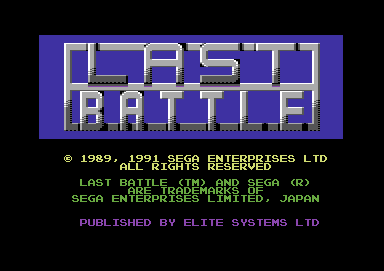 LAST
BATTLE
© 1989, 1991 SEGA ENTERPRISES LTD
ALL RIGHTS RESERVED
LAST BATTLE (TM) AND SEGA (R)
ARE TRADEMARKS OF
SEGA ENTERPRISES LIMITED, JAPAN
PUBLISHED BY ELITE SYSTEMS LTD